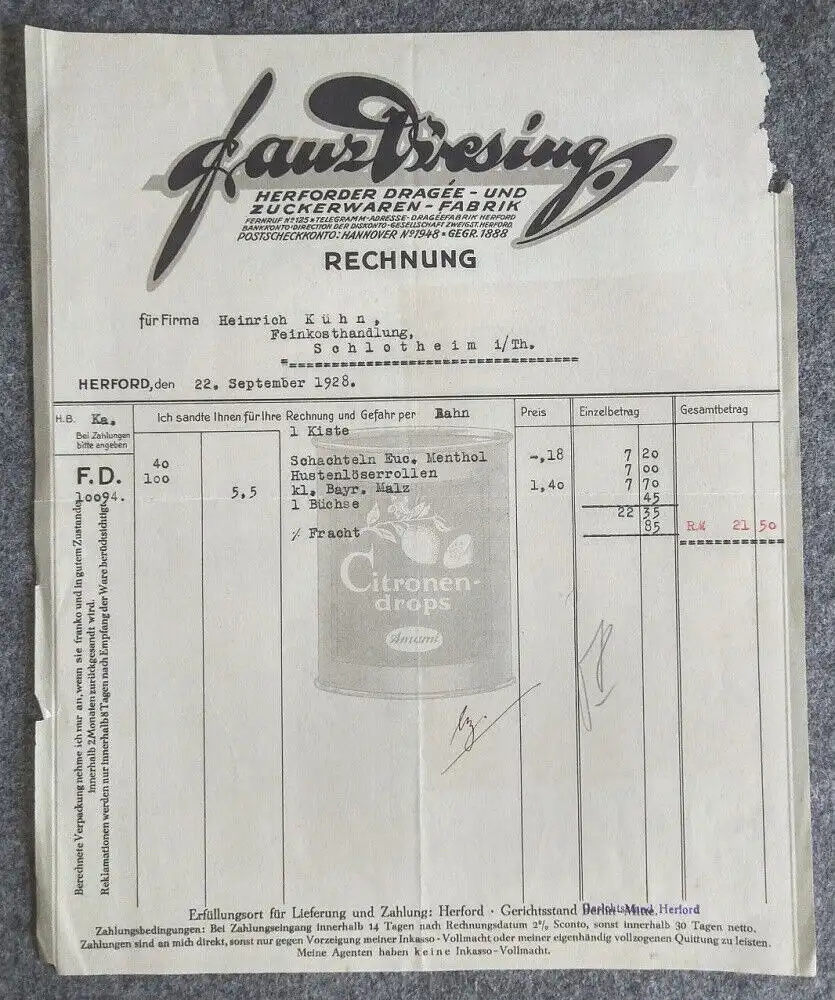 Franz Driesing
HERFORDER DRAGÉE - UND
ZUCKERWAREN - FABRIK
FERNRUF Nº 125 * TELEGRAMM-ADRESSE - DRAGÉEFABRIK HERFORD
BANKKONTO: DIRECTION DER DISKONTO-GESELLSCHAFT ZWEIGST. HERFORD,
POSTSCHECKKONTO: HANNOVER Nº 1948 * GEGR. 1888
RECHNUNG
für Firma Heinrich Kühn,
Feinkosthandlung,
Schlotheim i/Th.
HERFORD, den 22. September 1928.
H.B. Ka. Ich sandte Ihnen für Ihre Rechnung und Gefahr per Bahn Preis Einzelbetrag Gesamtbetrag
Bei Zahlungen
bitte angeben
1 Kiste
F.D.
10094.
40 Schachteln Euc. Menthol -,18 7 20
100 Hustenlöserrollen 7 00
5,5 kl. Bayr. Malz 1,40 7 70
1 Büchse 45
22 35
⁒ Fracht 85 RM 21 50
Citronen-
drops
Amami
Berechnete Verpackung nehme ich nur an, wenn sie franko und in gutem Zustande
innerhalb 2 Monaten zurückgesandt wird.
Reklamationen werden nur innerhalb 8 Tagen nach Empfang der Ware berücksichtigt
Erfüllungsort für Lieferung und Zahlung: Herford · Gerichtsstand Berlin-Mitte. Gerichtsstand Herford
Zahlungsbedingungen: Bei Zahlungseingang innerhalb 14 Tagen nach Rechnungsdatum 2% Sconto, sonst innerhalb 30 Tagen netto.
Zahlungen sind an mich direkt, sonst nur gegen Vorzeigung meiner Inkasso-Vollmacht oder meiner eigenhändig vollzogenen Quittung zu leisten.
Meine Agenten haben keine Inkasso-Vollmacht.